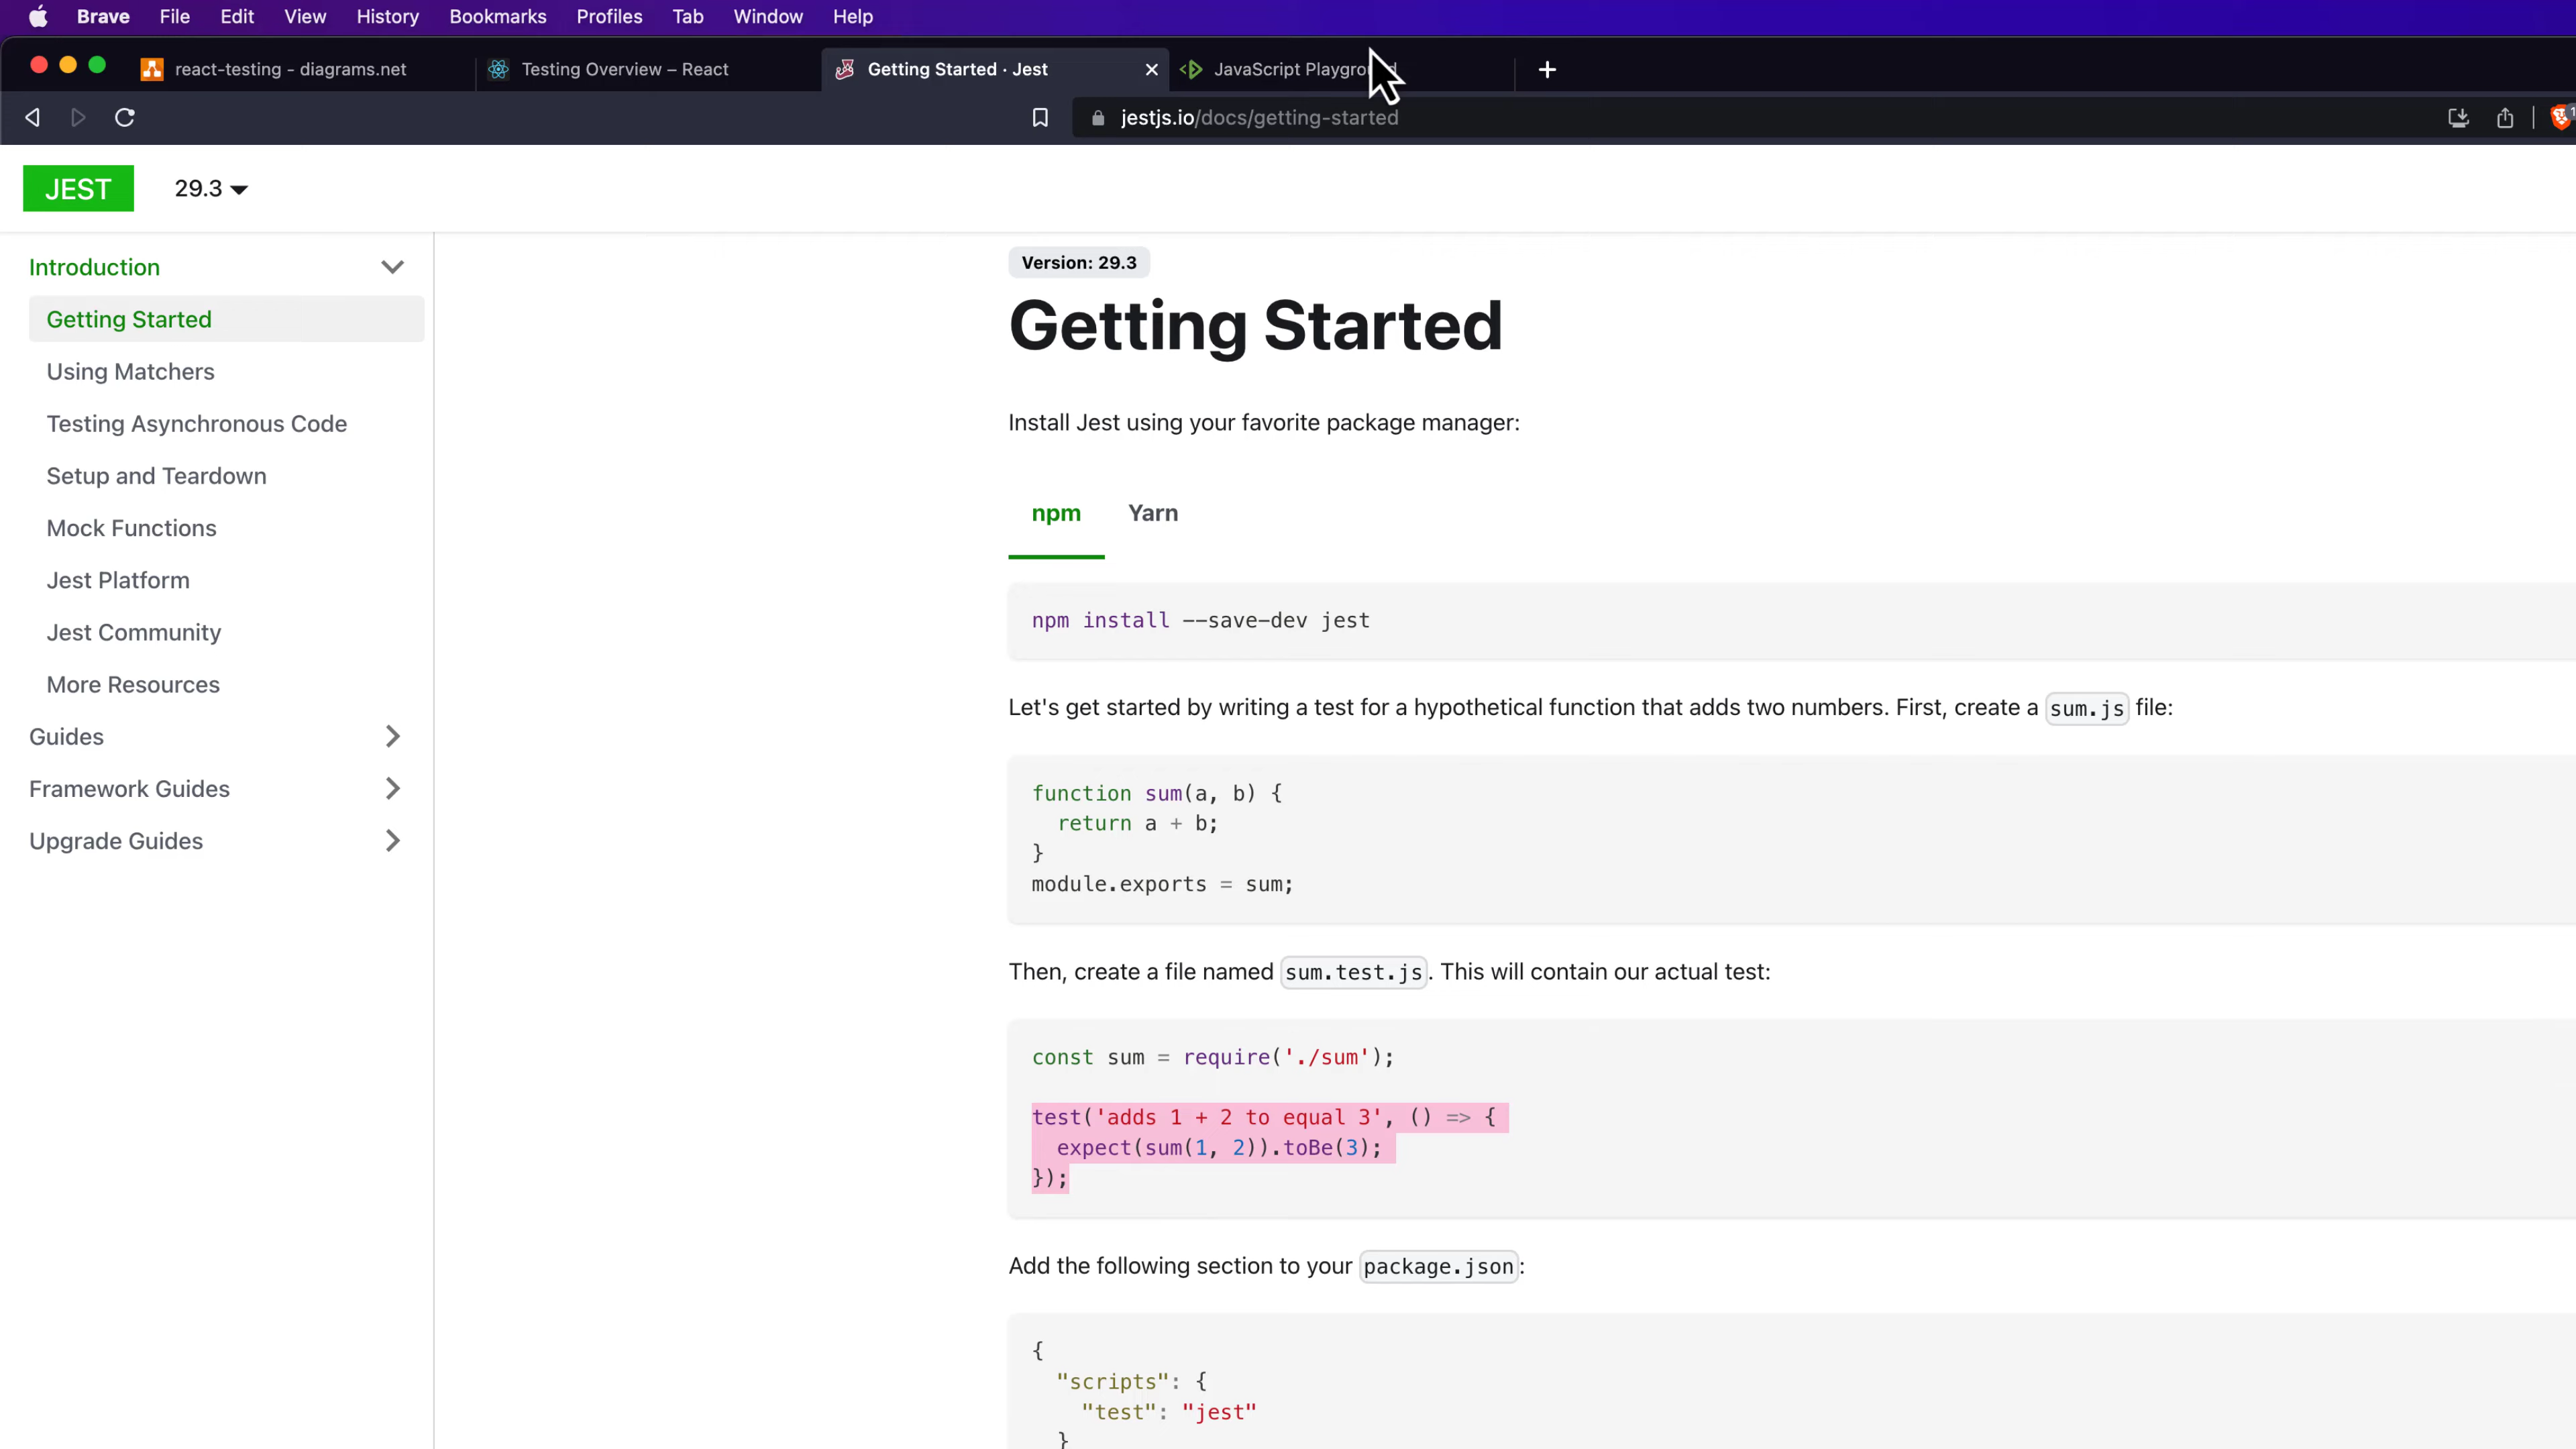 Brave File Edit View History Bookmarks Profiles Tab Window Help
react-testing - diagrams.net Testing Overview – React Getting Started · Jest JavaScript Playground
jestjs.io/docs/getting-started
JEST 29.3
Introduction
Getting Started
Using Matchers
Testing Asynchronous Code
Setup and Teardown
Mock Functions
Jest Platform
Jest Community
More Resources
Guides
Framework Guides
Upgrade Guides
Version: 29.3
Getting Started
Install Jest using your favorite package manager:
npm Yarn
npm install --save-dev jest
Let's get started by writing a test for a hypothetical function that adds two numbers. First, create a sum.js file:
function sum(a, b) {
  return a + b;
}
module.exports = sum;
Then, create a file named sum.test.js. This will contain our actual test:
const sum = require('./sum');
test('adds 1 + 2 to equal 3', () => {
  expect(sum(1, 2)).toBe(3);
});
Add the following section to your package.json:
{
  "scripts": {
    "test": "jest"
  }